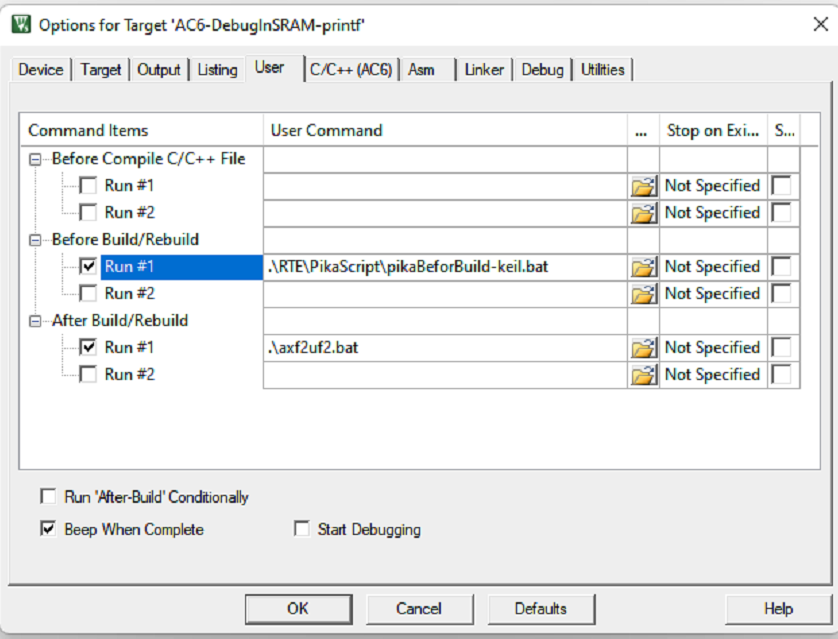 Options for Target 'AC6-DebugInSRAM-printf'
Device Target Output Listing User C/C++ (AC6) Asm Linker Debug Utilities
Command Items User Command ... Stop on Exi... S...
Before Compile C/C++ File
Run #1 Not Specified
Run #2 Not Specified
Before Build/Rebuild
Run #1 .\RTE\PikaScript\pikaBeforBuild-keil.bat Not Specified
Run #2 Not Specified
After Build/Rebuild
Run #1 .\axf2uf2.bat Not Specified
Run #2 Not Specified
Run 'After-Build' Conditionally
Beep When Complete Start Debugging
OK Cancel Defaults Help